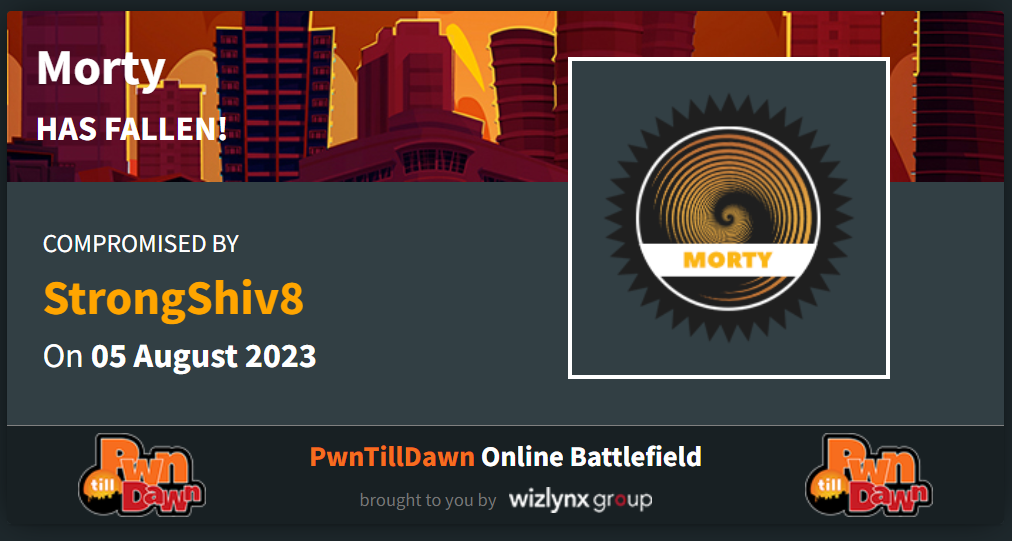 Morty
HAS FALLEN!
MORTY
COMPROMISED BY
StrongShiv8
On 05 August 2023
Pwn
till
Dawn
PwnTillDawn Online Battlefield
brought to you by wizlynx group
Pwn
till
Dawn